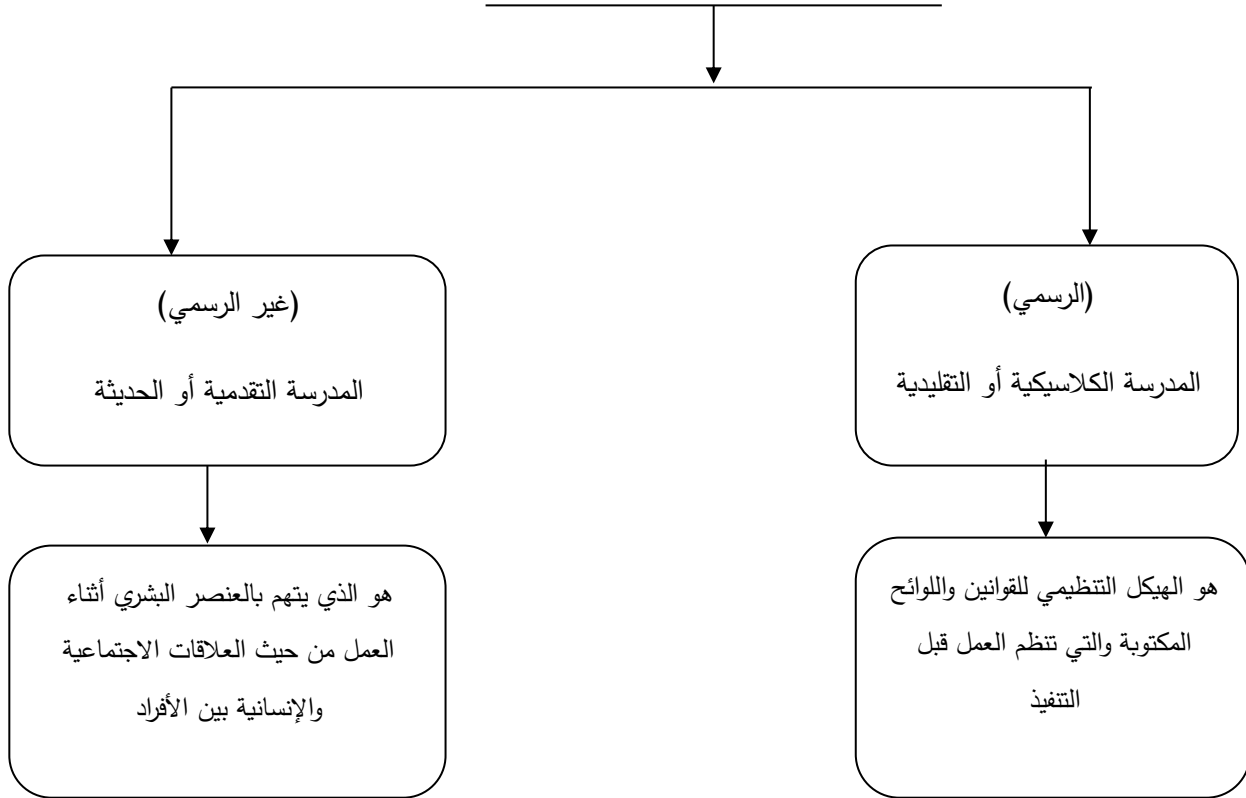 (الرسمي)
المدرسة الكلاسيكية أو التقليدية
هو الهيكل التنظيمي للقوانين واللوائح
المكتوبة والتي تنظم العمل قبل
التنفيذ
(غير الرسمي)
المدرسة التقدمية أو الحديثة
هو الذي يتهم بالعنصر البشري أثناء
العمل من حيث العلاقات الاجتماعية
والإنسانية بين الأفراد